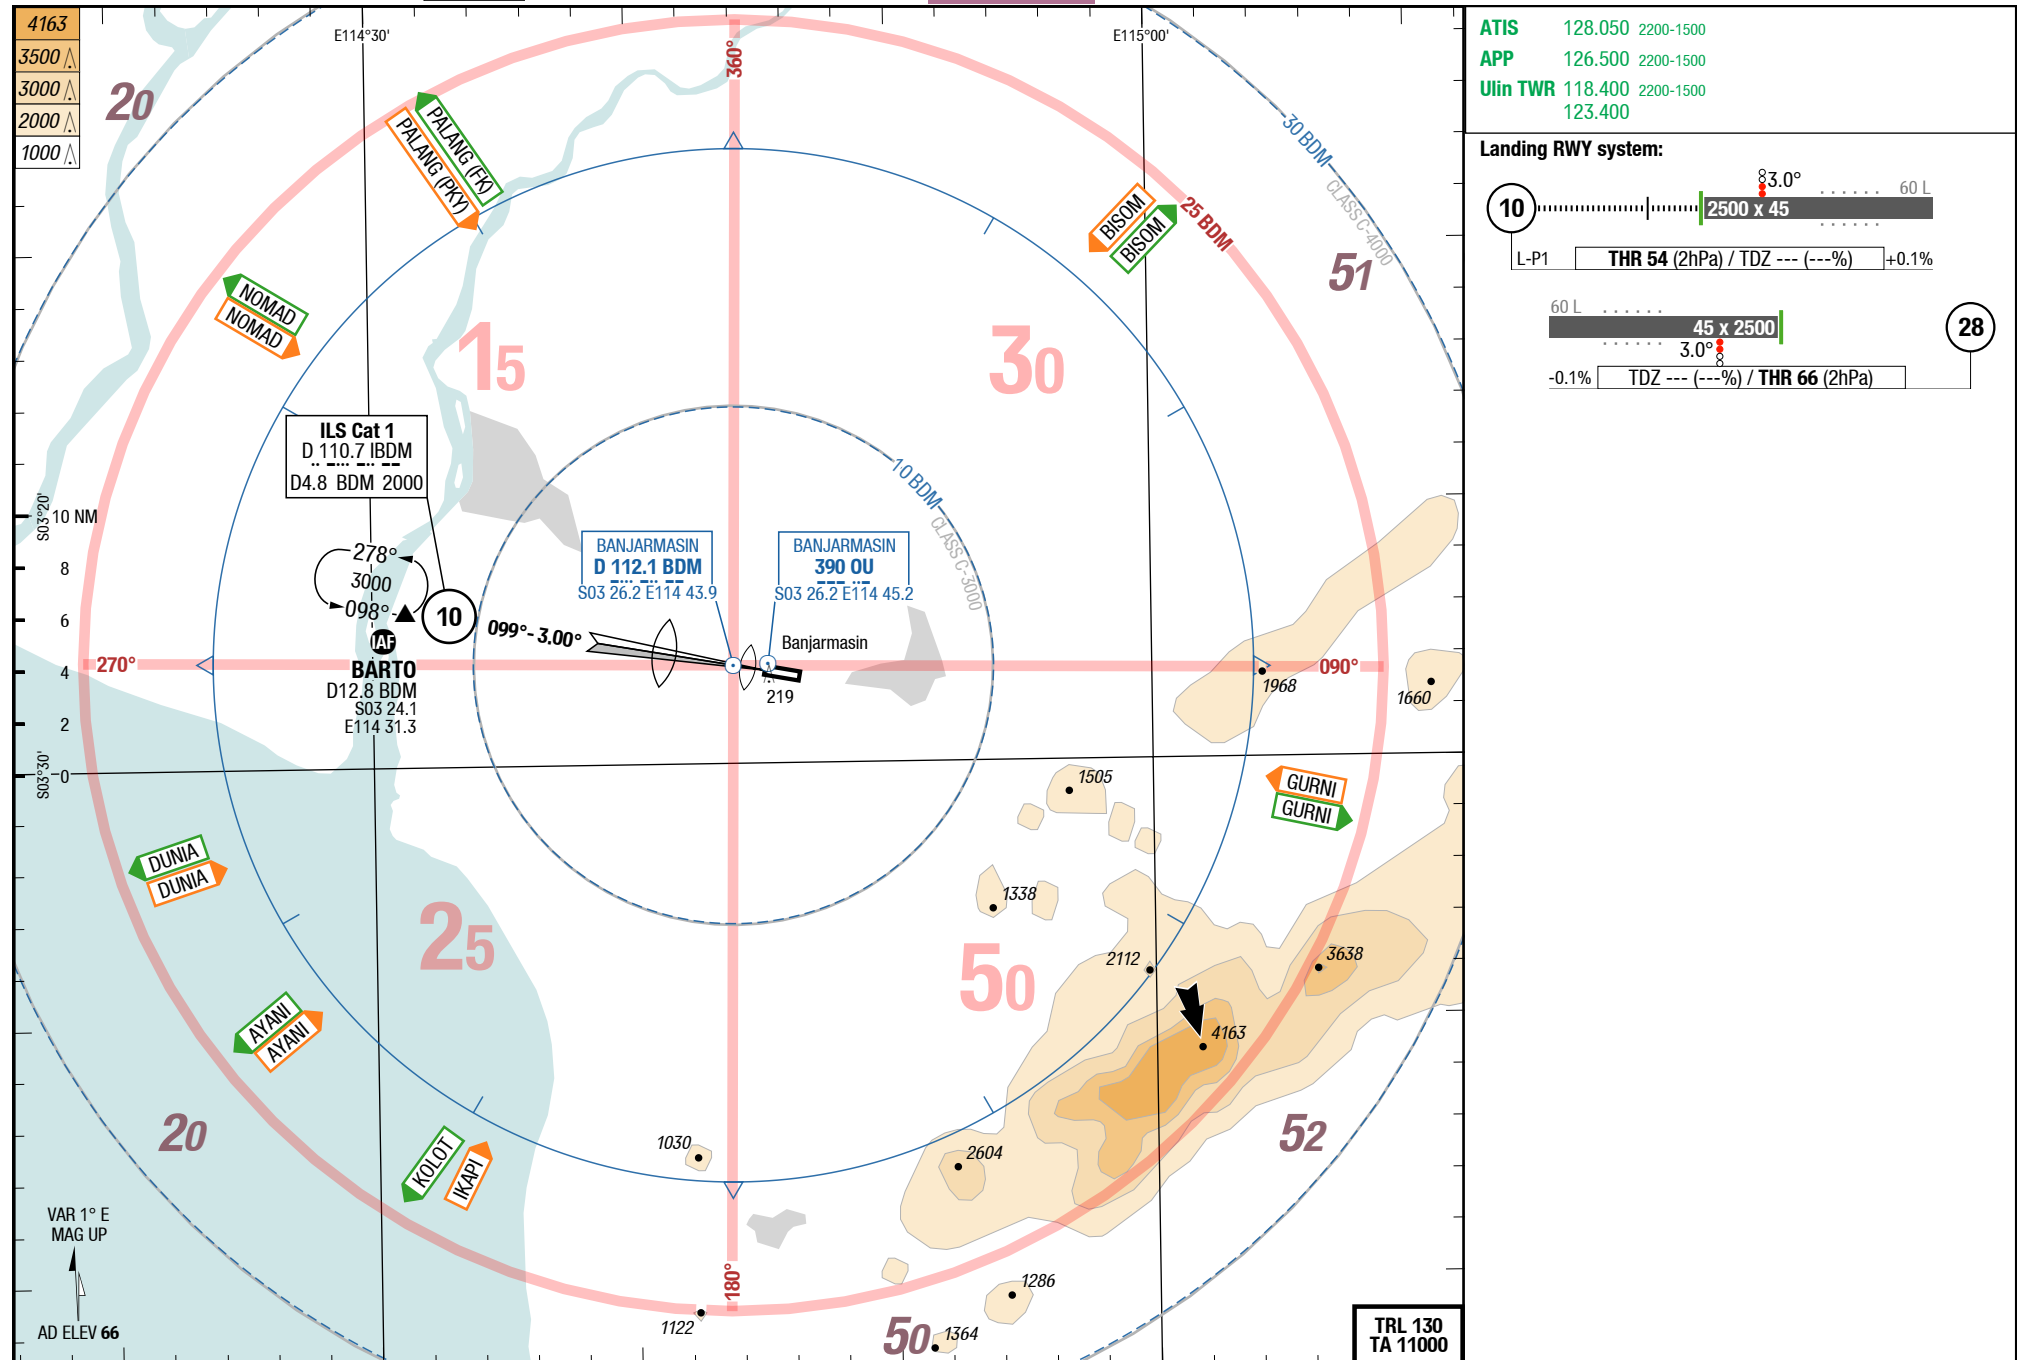 4163
3500
3000
2000
1000
E114°30'
E115°00'
360°
20
PALANG (FK)
PALANG (PKY)
BISOM
BISOM
25 BDM
30 BDM
CLASS C-4000
51
NOMAD
NOMAD
15
30
ILS Cat 1
D 110.7 IBDM
D4.8 BDM 2000
10 BDM
CLASS C-3000
S03°20'
10 NM
8
6
4
2
0
S03°30'
278°
3000
098°
10
099°- 3.00°
IAF
BARTO
D12.8 BDM
S03 24.1
E114 31.3
BANJARMASIN
D 112.1 BDM
S03 26.2 E114 43.9
BANJARMASIN
390 OU
S03 26.2 E114 45.2
Banjarmasin
219
270°
090°
1968
1660
1505
GURNI
GURNI
DUNIA
DUNIA
1338
25
50
2112
3638
4163
AYANI
AYANI
20
52
KOLOT
IKAPI
1030
2604
180°
1286
1122
50
1364
VAR 1° E
MAG UP
AD ELEV 66
TRL 130
TA 11000
ATIS 128.050 2200-1500
APP 126.500 2200-1500
Ulin TWR 118.400 2200-1500
123.400
Landing RWY system:
10
3.0°
60 L
2500 x 45
L-P1
THR 54 (2hPa) / TDZ --- (---%)
+0.1%
60 L
45 x 2500
28
3.0°
-0.1%
TDZ --- (---%) / THR 66 (2hPa)